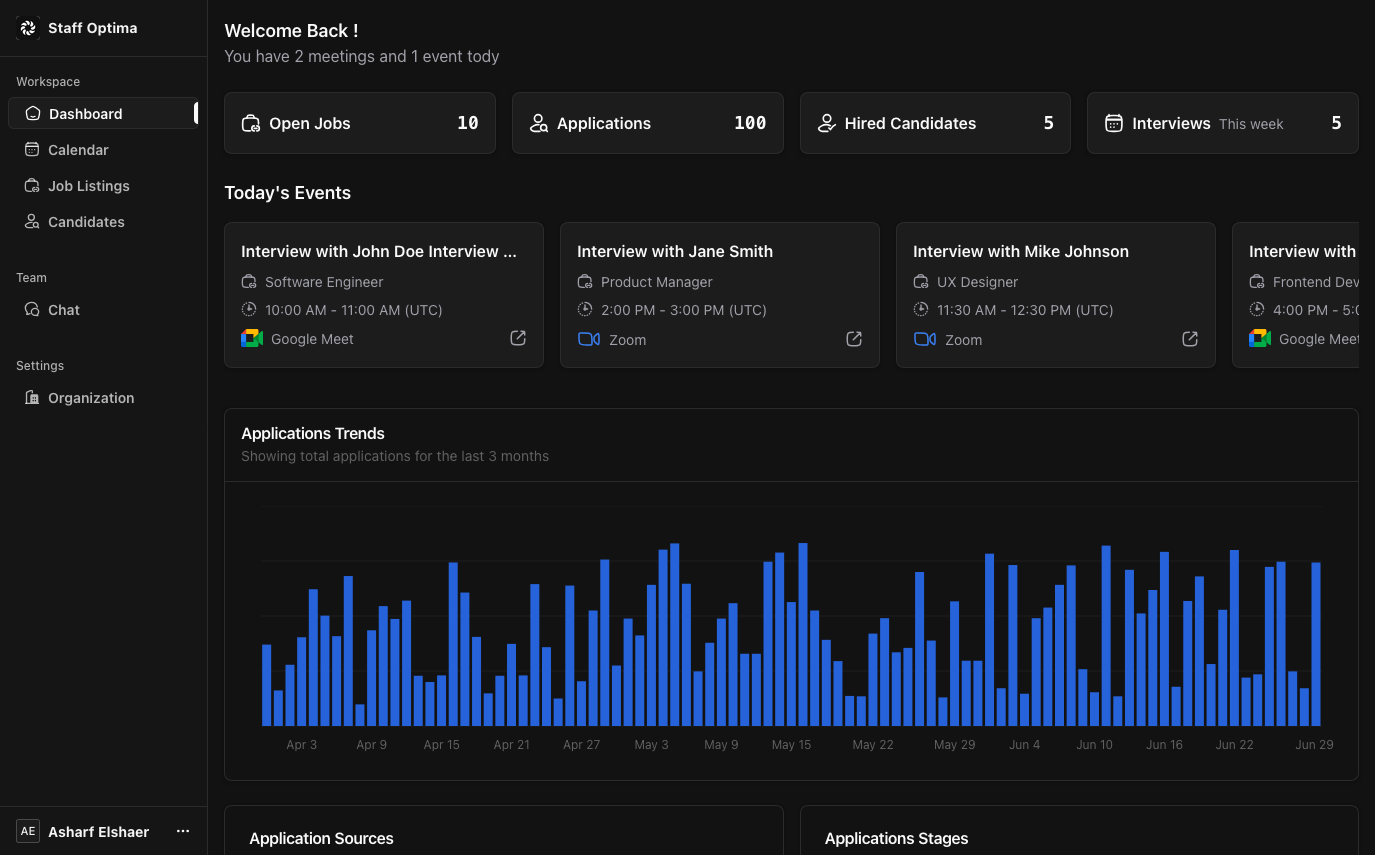 Staff Optima
Workspace
Dashboard
Calendar
Job Listings
Candidates
Team
Chat
Settings
Organization
AE Asharf Elshaer
Welcome Back !
You have 2 meetings and 1 event tody
Open Jobs 10
Applications 100
Hired Candidates 5
Interviews This week 5
Today's Events
Interview with John Doe Interview ...
Software Engineer
10:00 AM - 11:00 AM (UTC)
Google Meet
Interview with Jane Smith
Product Manager
2:00 PM - 3:00 PM (UTC)
Zoom
Interview with Mike Johnson
UX Designer
11:30 AM - 12:30 PM (UTC)
Zoom
Interview with
Frontend Dev
4:00 PM - 5:0
Google Meet
Applications Trends
Showing total applications for the last 3 months
Apr 3 Apr 9 Apr 15 Apr 21 Apr 27 May 3 May 9 May 15 May 22 May 29 Jun 4 Jun 10 Jun 16 Jun 22 Jun 29
Application Sources
Applications Stages